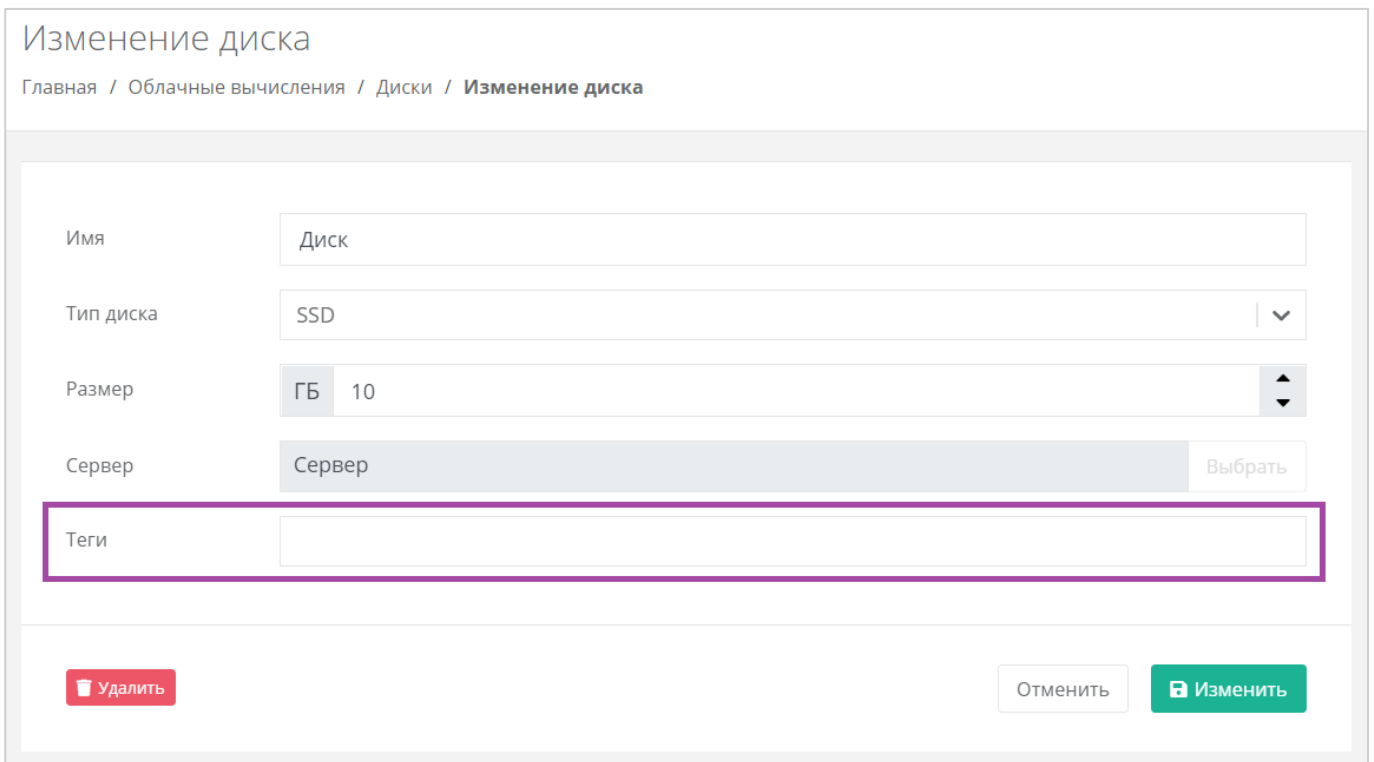 Изменение диска
Главная / Облачные вычисления / Диски / Изменение диска
Имя Диск
Тип диска SSD
Размер ГБ 10
Сервер Сервер Выбрать
Теги
Удалить Отменить Изменить